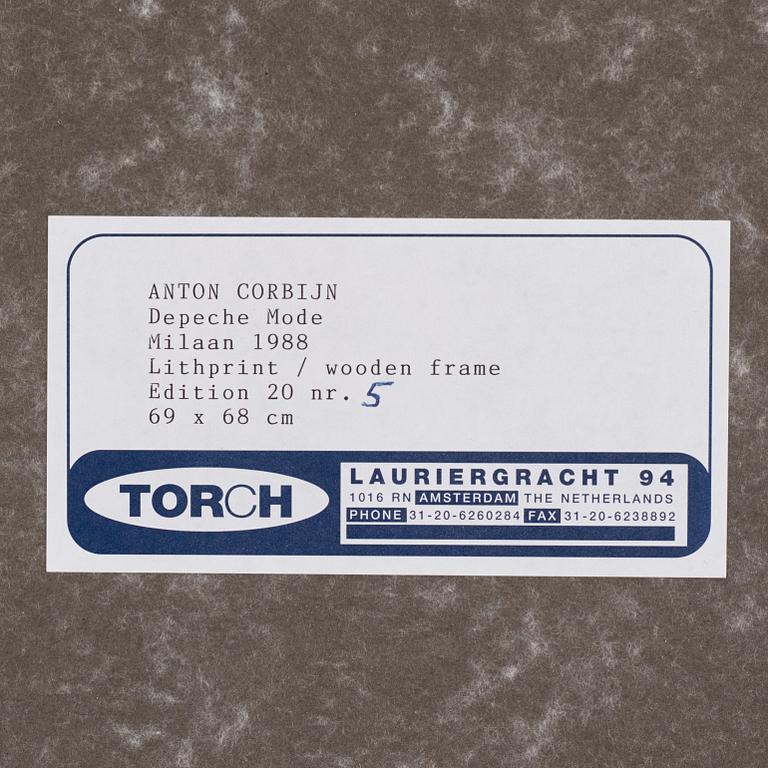 ANTON CORBIJN
Depeche Mode
Milaan 1988
Lithprint / wooden frame
Edition 20 nr. 5
69 x 68 cm
TORCH
LAURIERGRACHT 94
1016 RN AMSTERDAM THE NETHERLANDS
PHONE 31-20-6260284 FAX 31-20-6238892